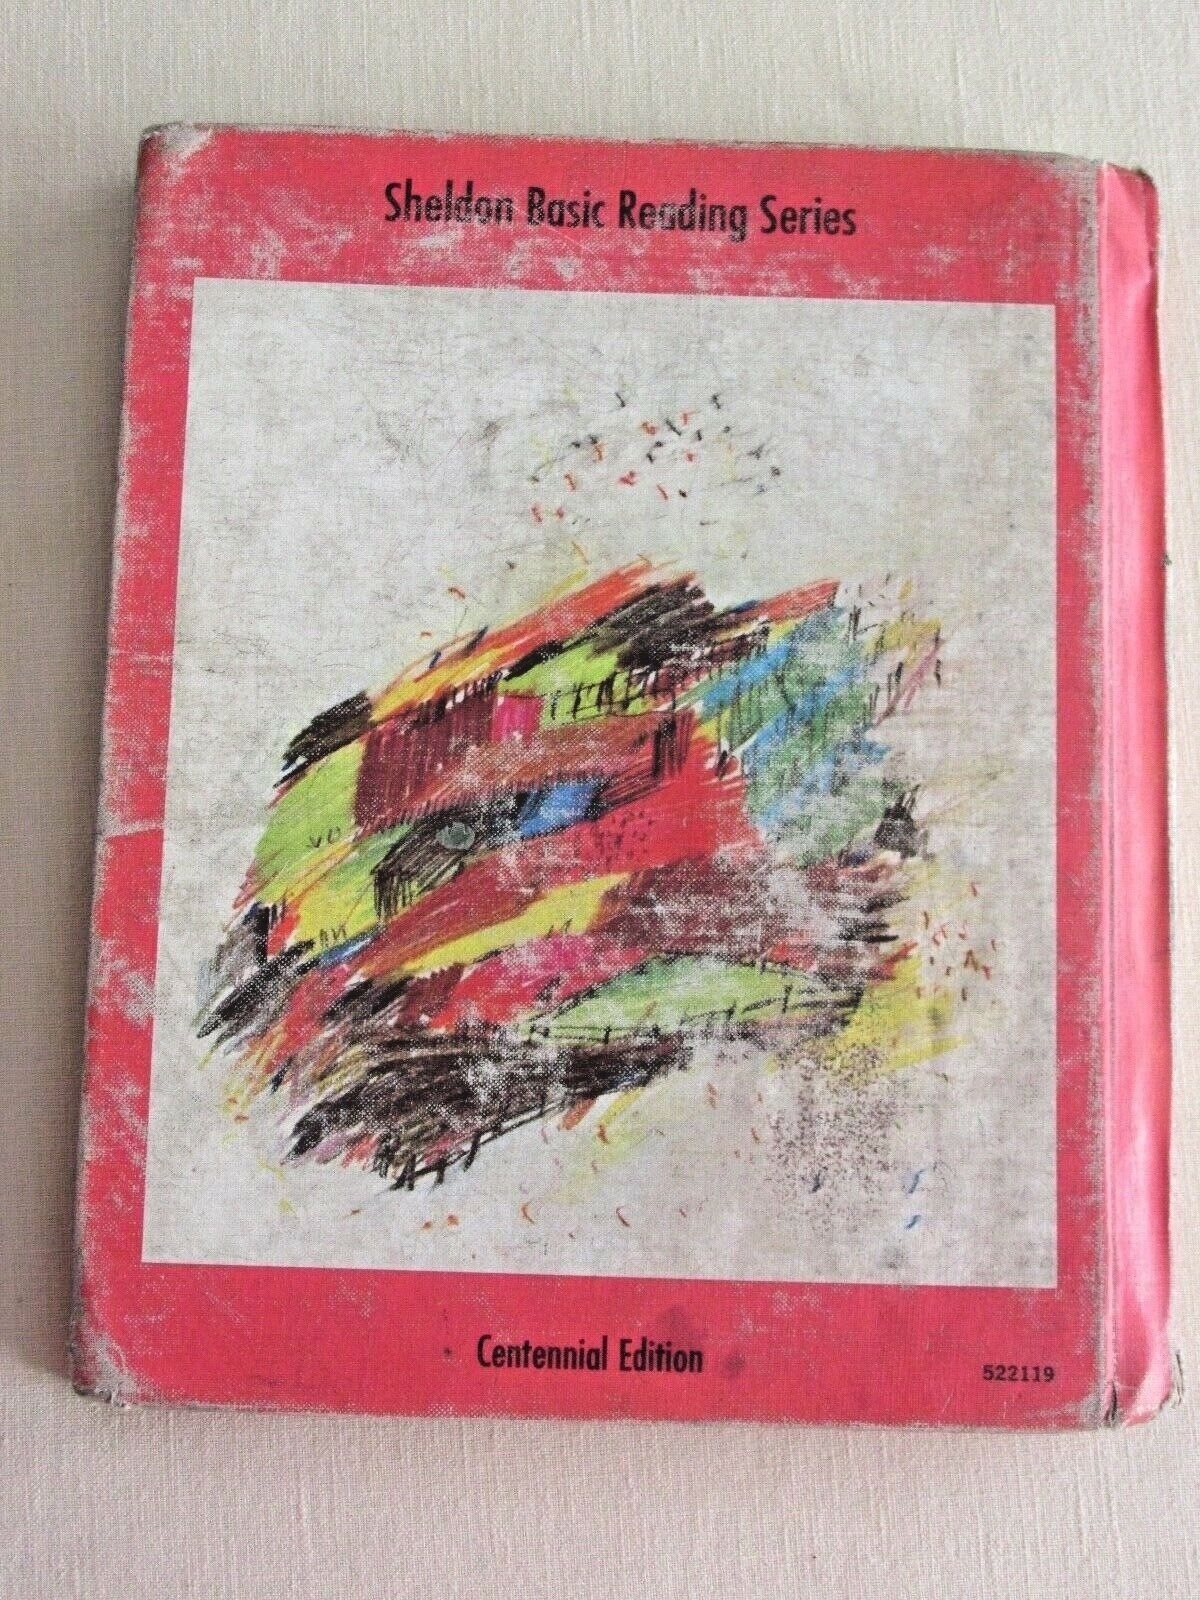 Sheldon Basic Reading Series
Centennial Edition
522119